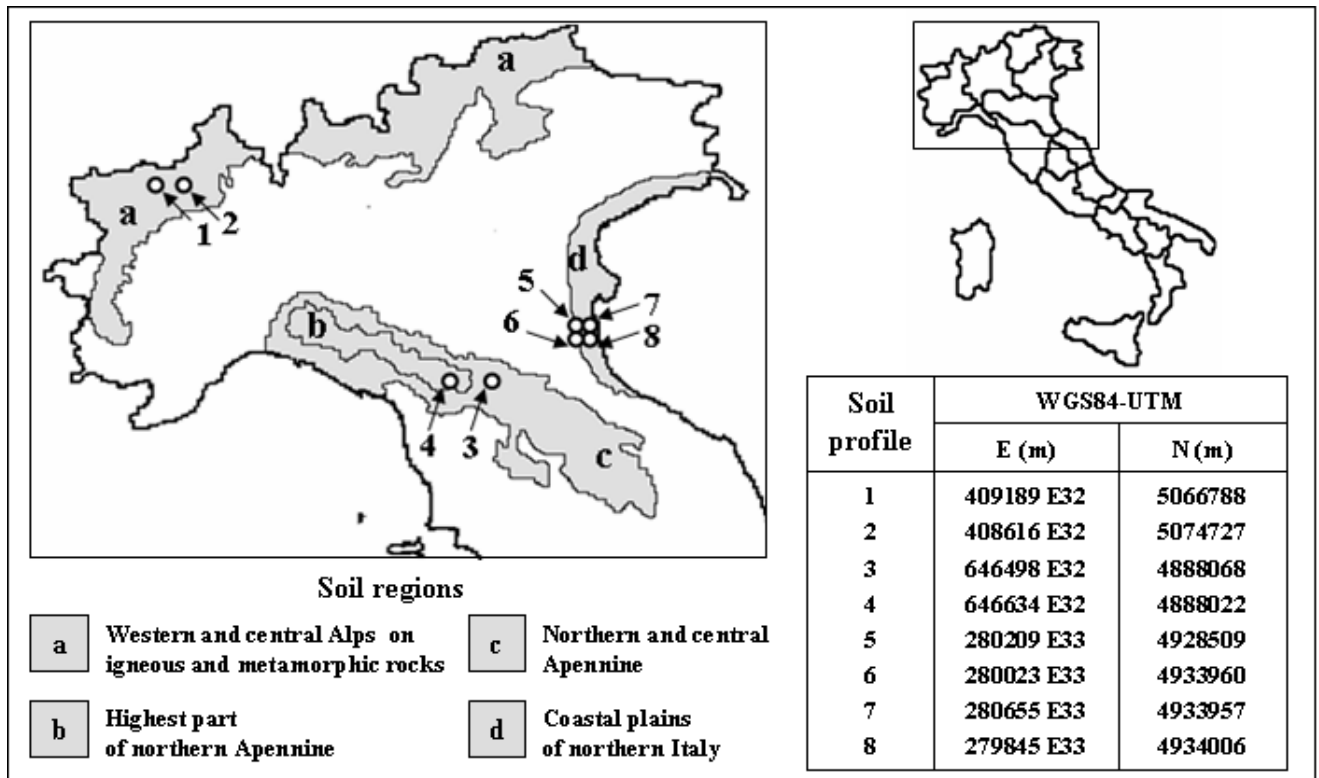 a
a
1
2
d
5
7
6
8
b
4
3
c
Soil regions
a
Western and central Alps on
igneous and metamorphic rocks
c
Northern and central
Apennine
b
Highest part
of northern Apennine
d
Coastal plains
of northern Italy
Soil profile WGS84-UTM
E (m) N (m)
1 409189 E32 5066788
2 408616 E32 5074727
3 646498 E32 4888068
4 646634 E32 4888022
5 280209 E33 4928509
6 280023 E33 4933960
7 280655 E33 4933957
8 279845 E33 4934006